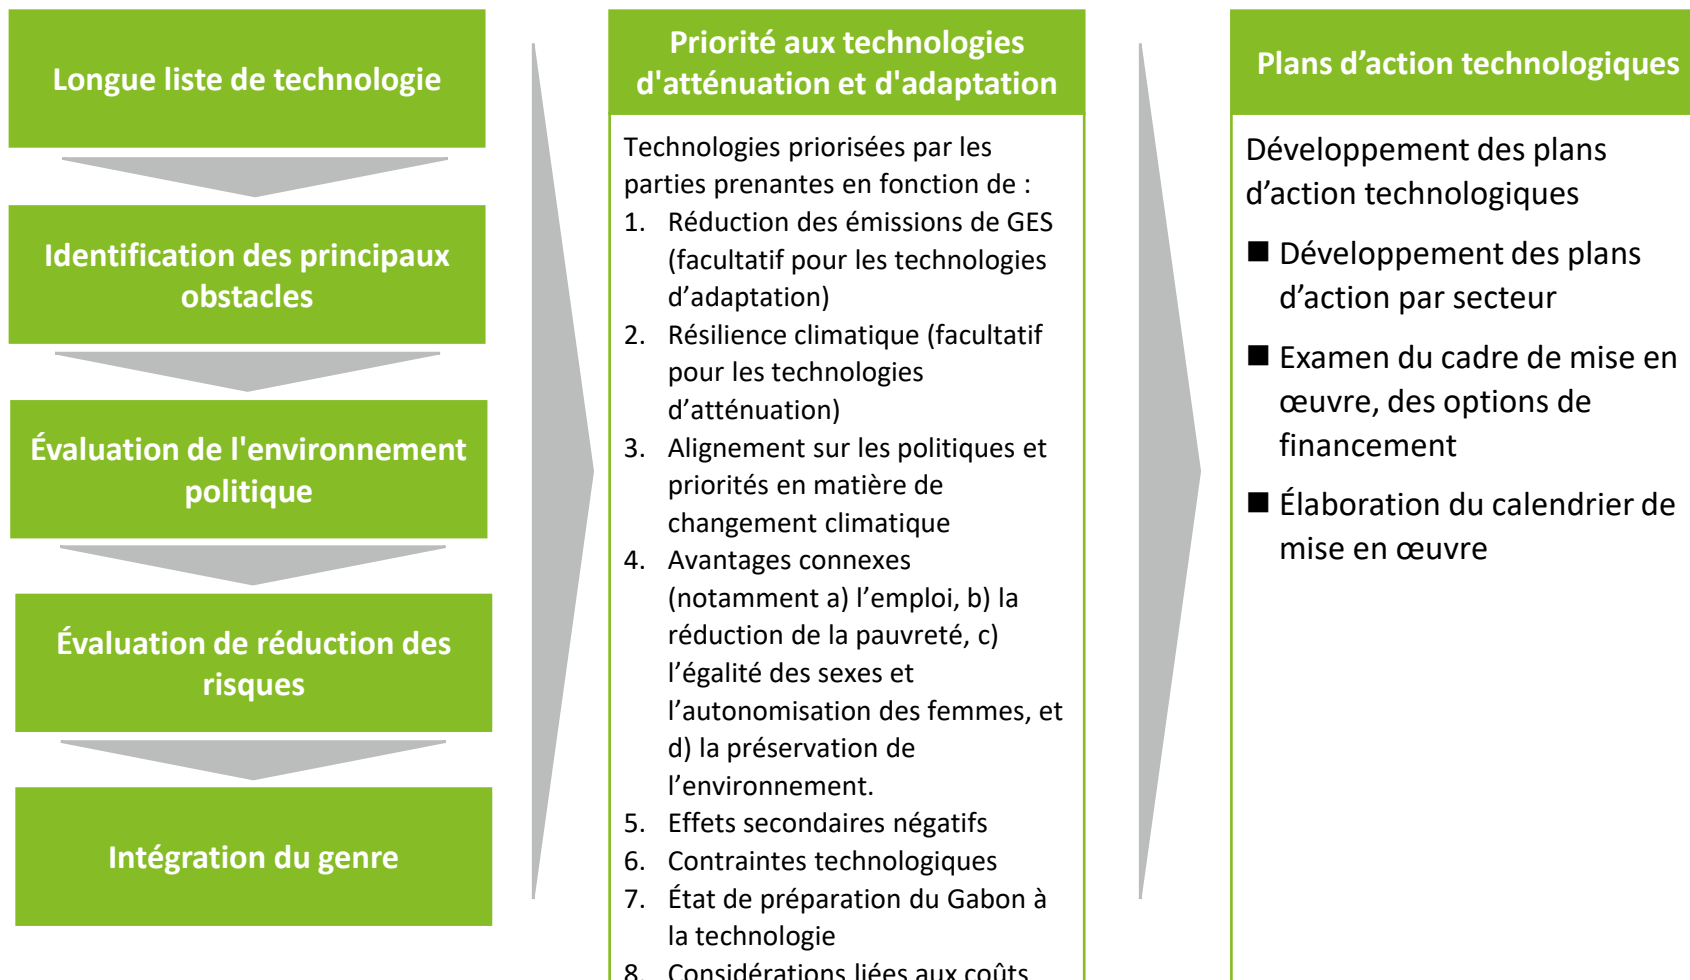 Longue liste de technologie
Identification des principaux
obstacles
Évaluation de l'environnement
politique
Évaluation de réduction des
risques
Intégration du genre
Priorité aux technologies
d'atténuation et d'adaptation
Technologies priorisées par les
parties prenantes en fonction de :
1. Réduction des émissions de GES
(facultatif pour les technologies
d’adaptation)
2. Résilience climatique (facultatif
pour les technologies
d’atténuation)
3. Alignement sur les politiques et
priorités en matière de
changement climatique
4. Avantages connexes
(notamment a) l’emploi, b) la
réduction de la pauvreté, c)
l’égalité des sexes et
l’autonomisation des femmes, et
d) la préservation de
l’environnement.
5. Effets secondaires négatifs
6. Contraintes technologiques
7. État de préparation du Gabon à
la technologie
8. Considérations liées aux coûts
Plans d’action technologiques
Développement des plans
d’action technologiques
■ Développement des plans
d’action par secteur
■ Examen du cadre de mise en
œuvre, des options de
financement
■ Élaboration du calendrier de
mise en œuvre